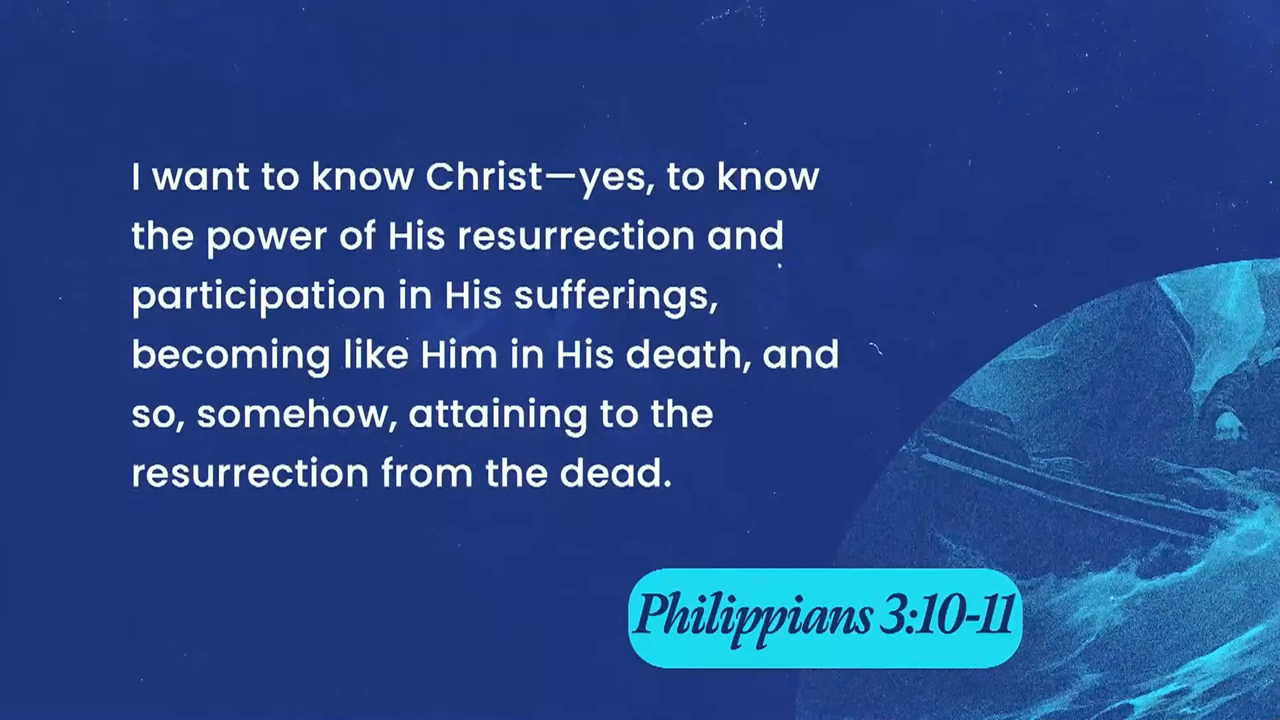 I want to know Christ—yes, to know
the power of His resurrection and
participation in His sufferings,
becoming like Him in His death, and
so, somehow, attaining to the
resurrection from the dead.
Philippians 3:10-11